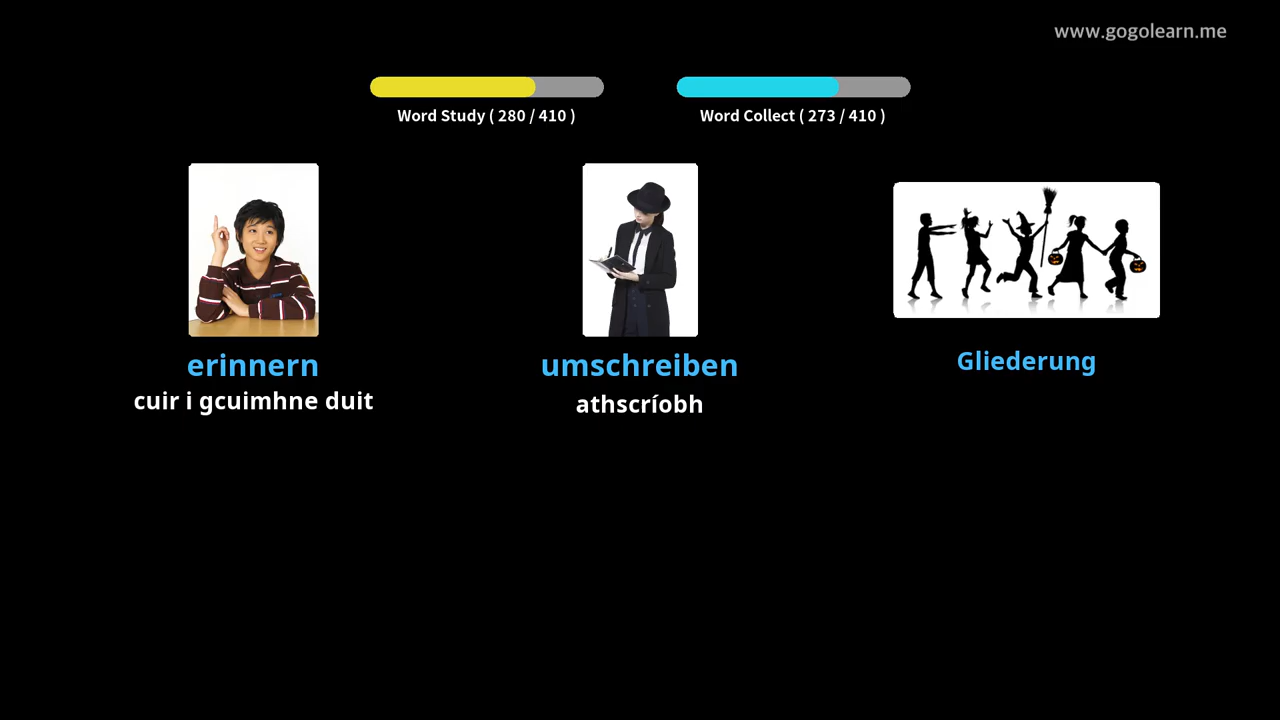 www.gogolearn.me
Word Study ( 280 / 410 )
Word Collect ( 273 / 410 )
erinnern
cuir i gcuimhne duit
umschreiben
athscríobh
Gliederung